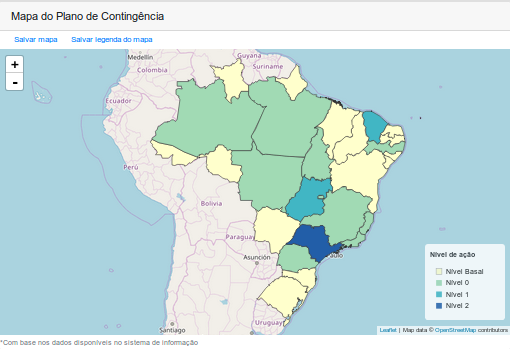 Mapa do Plano de Contingência
Salvar mapa Salvar legenda do mapa
+
-
Medellín
Guyana
Suriname
Colombia
Ecuador
Perú
Bolivia
Paraguay
Asunción
Paulo
Santiago
Uruguay
Nível de ação
Nível Basal
Nível 0
Nível 1
Nível 2
Leaflet | Map data © OpenStreetMap contributors
*Com base nos dados disponíveis no sistema de informação